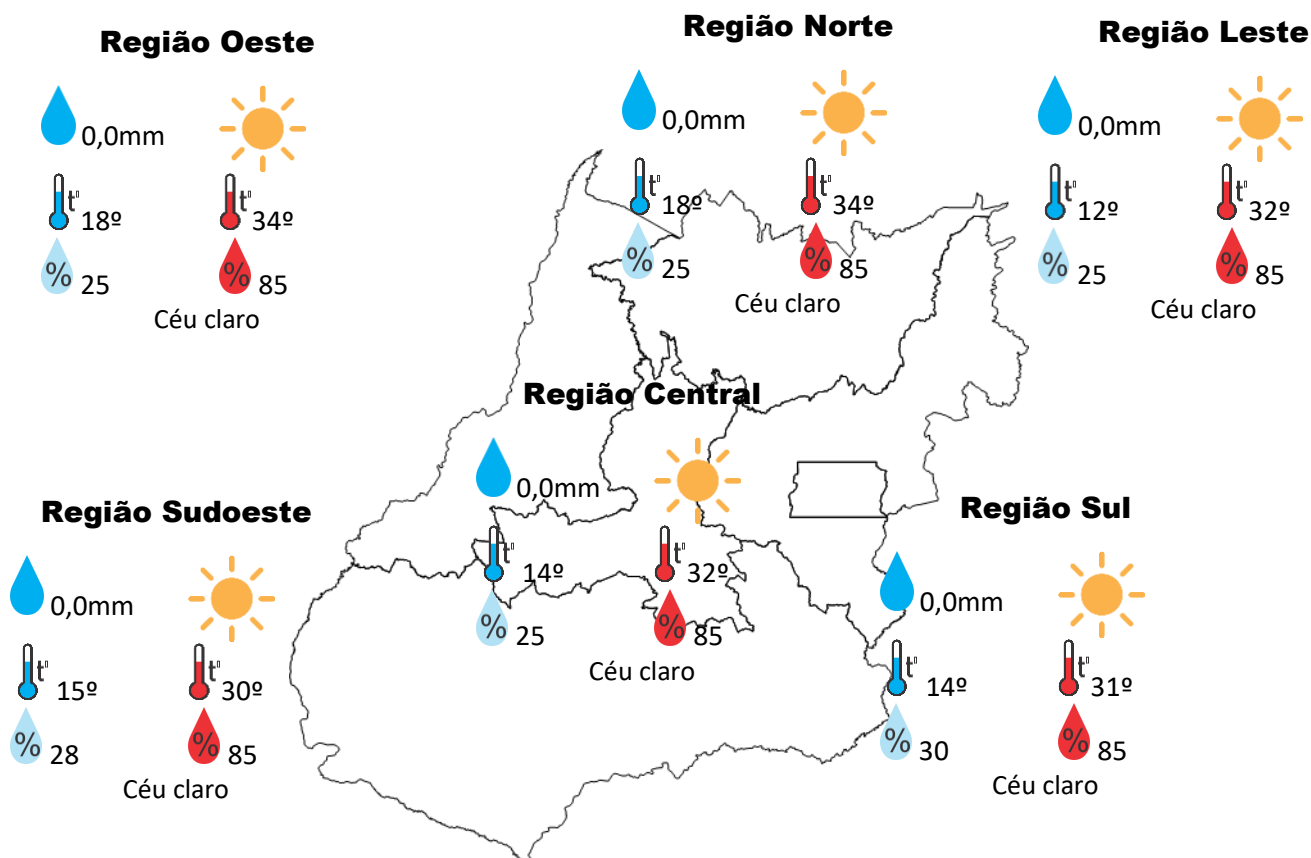 Região Oeste
0,0mm
t°
18º
34º
%
25
%
85
Céu claro
Região Norte
0,0mm
t°
18º
t°
34º
%
25
%
85
Céu claro
Região Leste
0,0mm
t°
12º
t°
32º
%
25
%
85
Céu claro
Região Central
0,0mm
t°
14º
t°
32º
%
25
%
85
Céu claro
Região Sudoeste
0,0mm
t°
15º
t°
30º
%
28
%
85
Céu claro
Região Sul
0,0mm
t°
14º
t°
31º
%
30
%
85
Céu claro